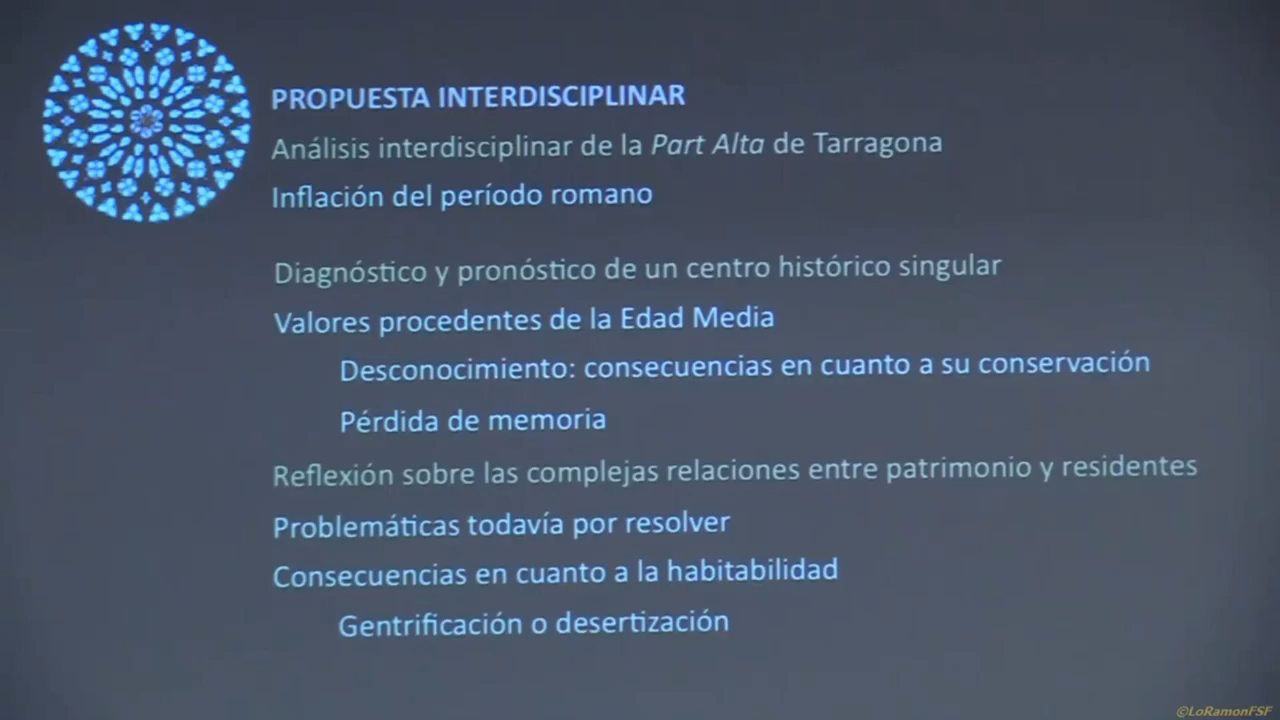 PROPUESTA INTERDISCIPLINAR
Análisis interdisciplinar de la Part Alta de Tarragona
Inflación del período romano
Diagnóstico y pronóstico de un centro histórico singular
Valores procedentes de la Edad Media
Desconocimiento: consecuencias en cuanto a su conservación
Pérdida de memoria
Reflexión sobre las complejas relaciones entre patrimonio y residentes
Problemáticas todavía por resolver
Consecuencias en cuanto a la habitabilidad
Gentrificación o desertización
©LoRamonFSF